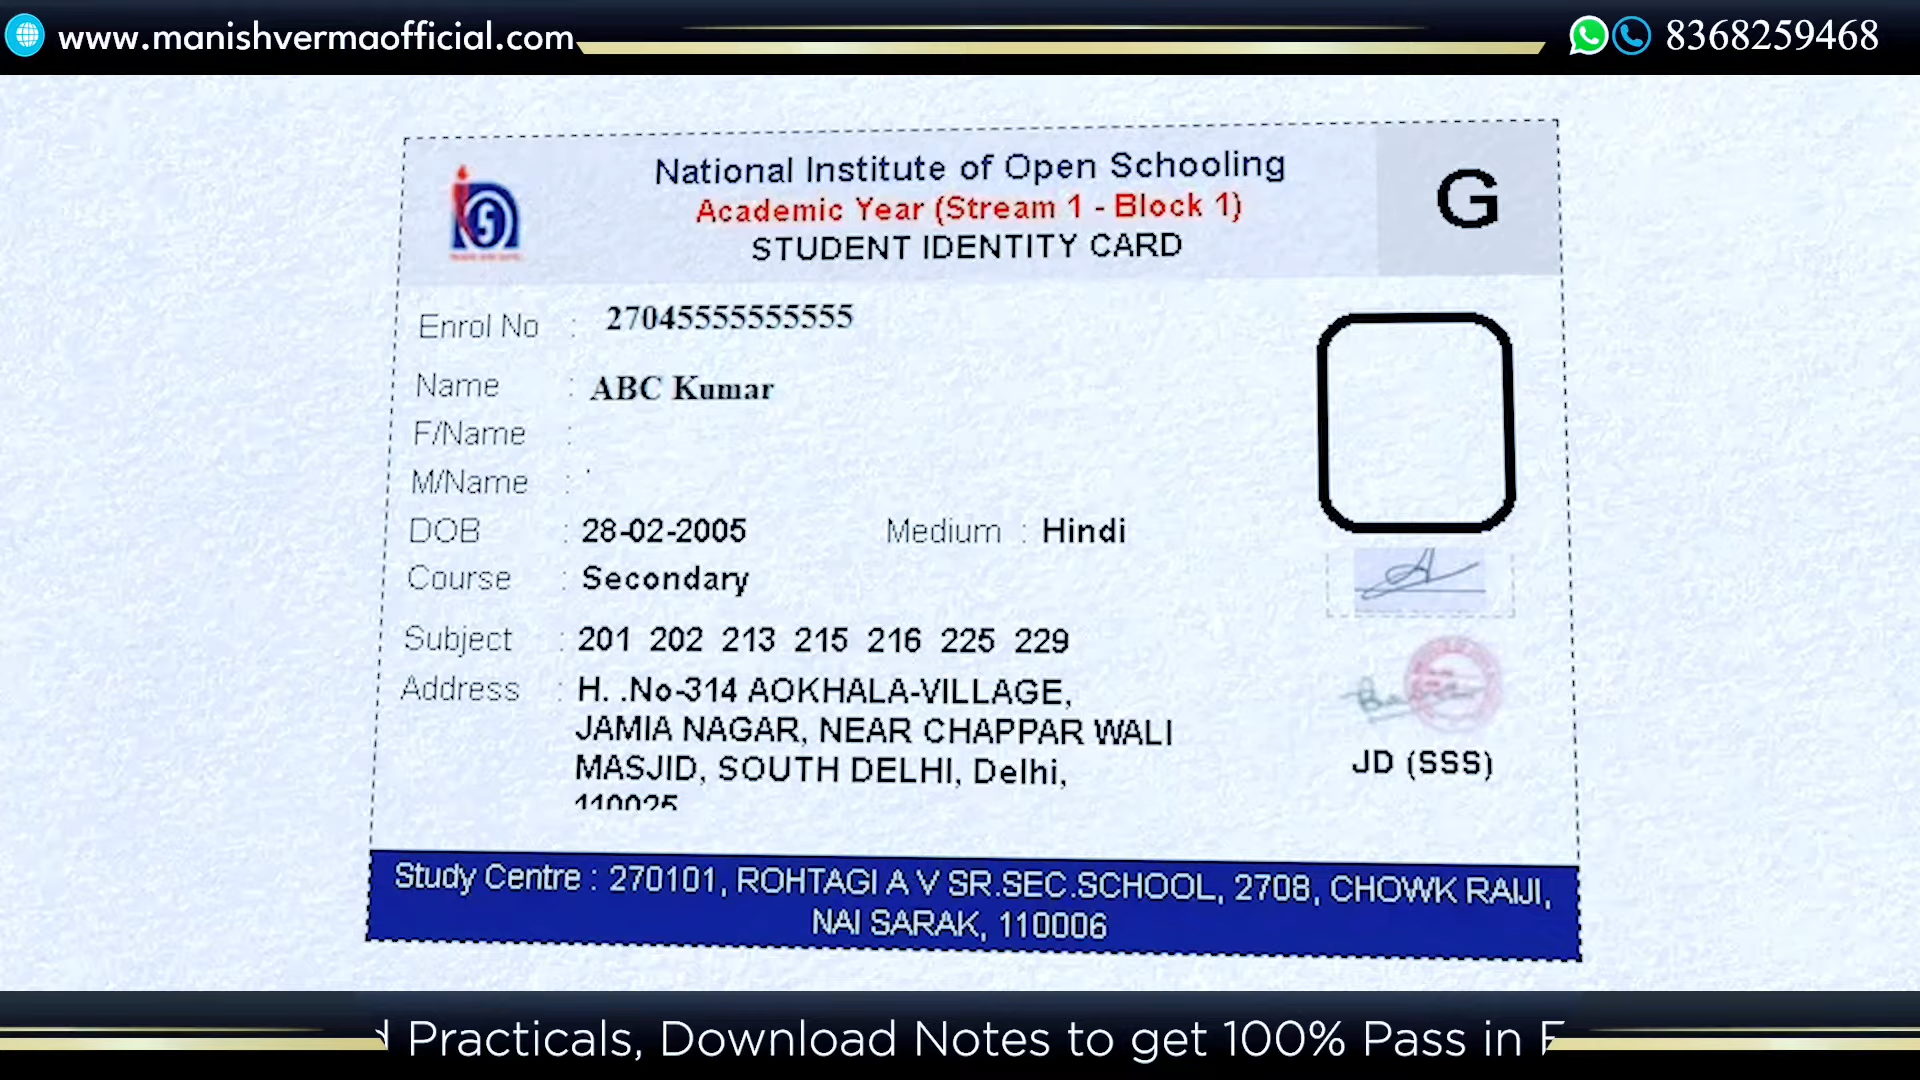 www.manishvermaofficial.com
8368259468
National Institute of Open Schooling
Academic Year (Stream 1 - Block 1)
STUDENT IDENTITY CARD
G
Enrol No : 27045555555555
Name : ABC Kumar
F/Name :
M/Name :
DOB : 28-02-2005 Medium : Hindi
Course : Secondary
Subject : 201 202 213 215 216 225 229
Address : H. .No-314 AOKHALA-VILLAGE,
JAMIA NAGAR, NEAR CHAPPAR WALI
MASJID, SOUTH DELHI, Delhi,
110025
JD (SSS)
Study Centre : 270101, ROHTAGI A V SR.SEC.SCHOOL, 2708, CHOWK RAIJI,
NAI SARAK, 110006
Practicals, Download Notes to get 100% Pass in